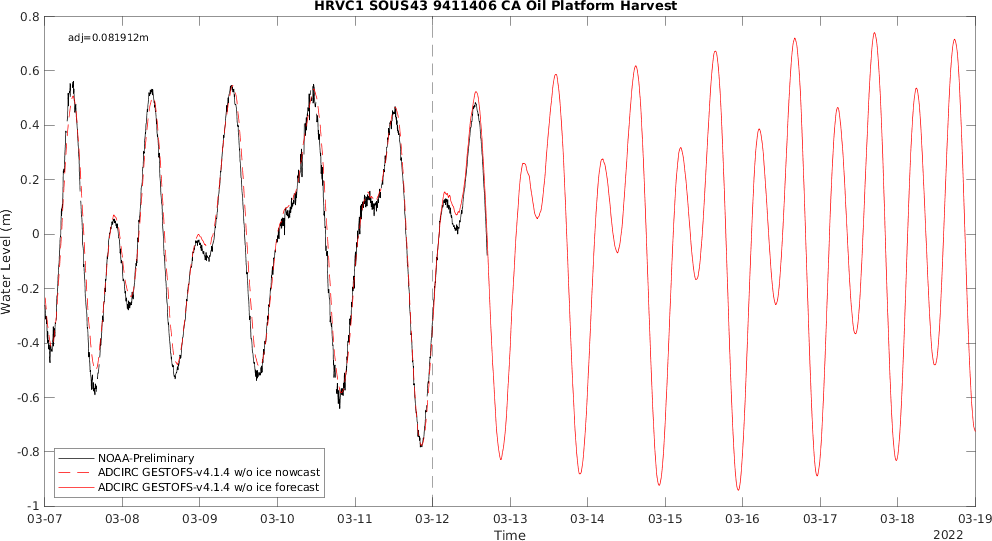 HRVC1 SOUS43 9411406 CA Oil Platform Harvest
adj=0.081912m
0.8
0.6
0.4
0.2
0
-0.2
-0.4
-0.6
-0.8
-1
Water Level (m)
NOAA-Preliminary
ADCIRC GESTOFS-v4.1.4 w/o ice nowcast
ADCIRC GESTOFS-v4.1.4 w/o ice forecast
03-07 03-08 03-09 03-10 03-11 03-12 03-13 03-14 03-15 03-16 03-17 03-18 03-19
Time
2022